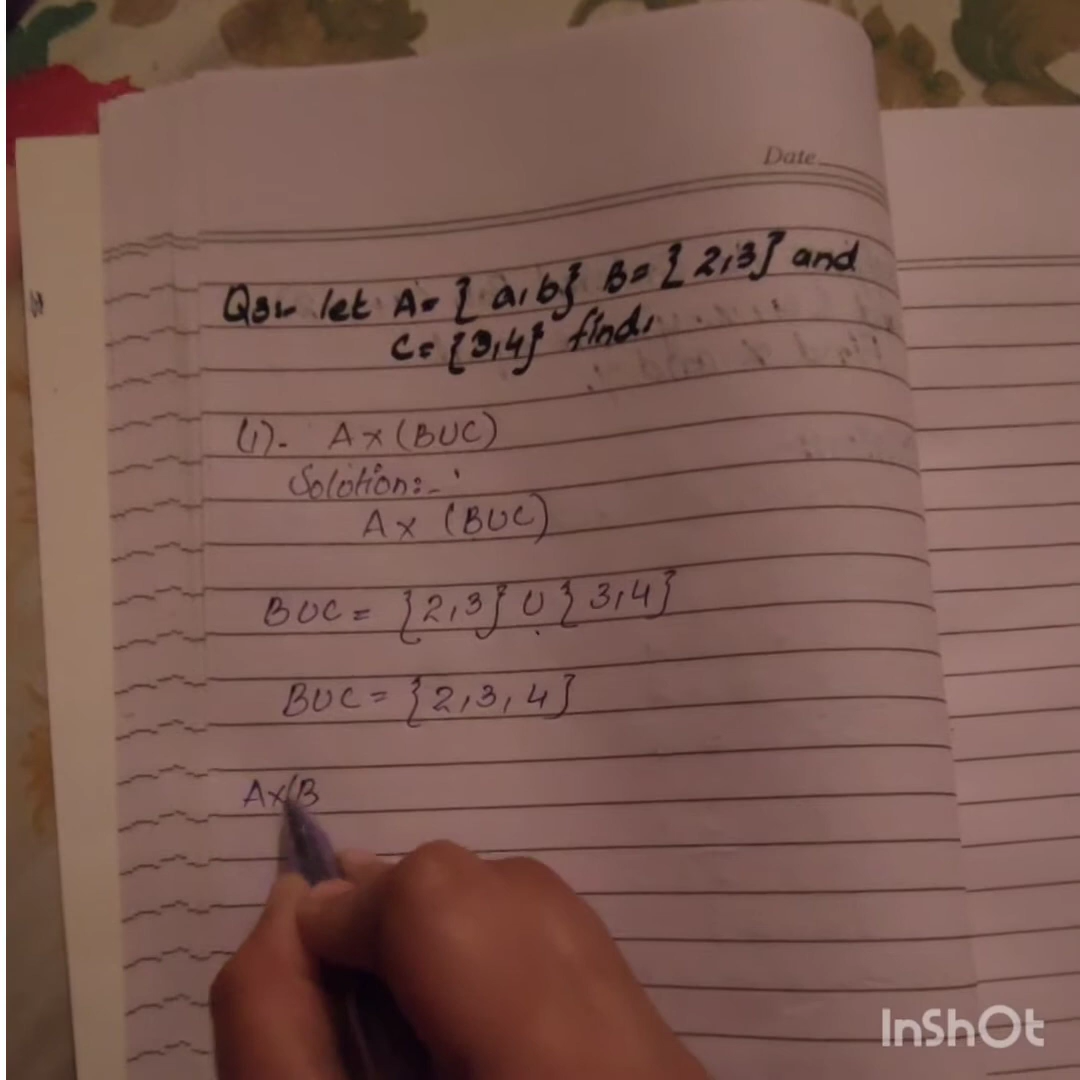 Date
Q3:- let A = { a, b} B = { 2, 3} and
C = {3, 4} find,
(1). A × (BUC)
Solution:-
A × (BUC)
BUC = {2, 3} U { 3, 4}
BUC = {2, 3, 4}
A×(B
InShOt